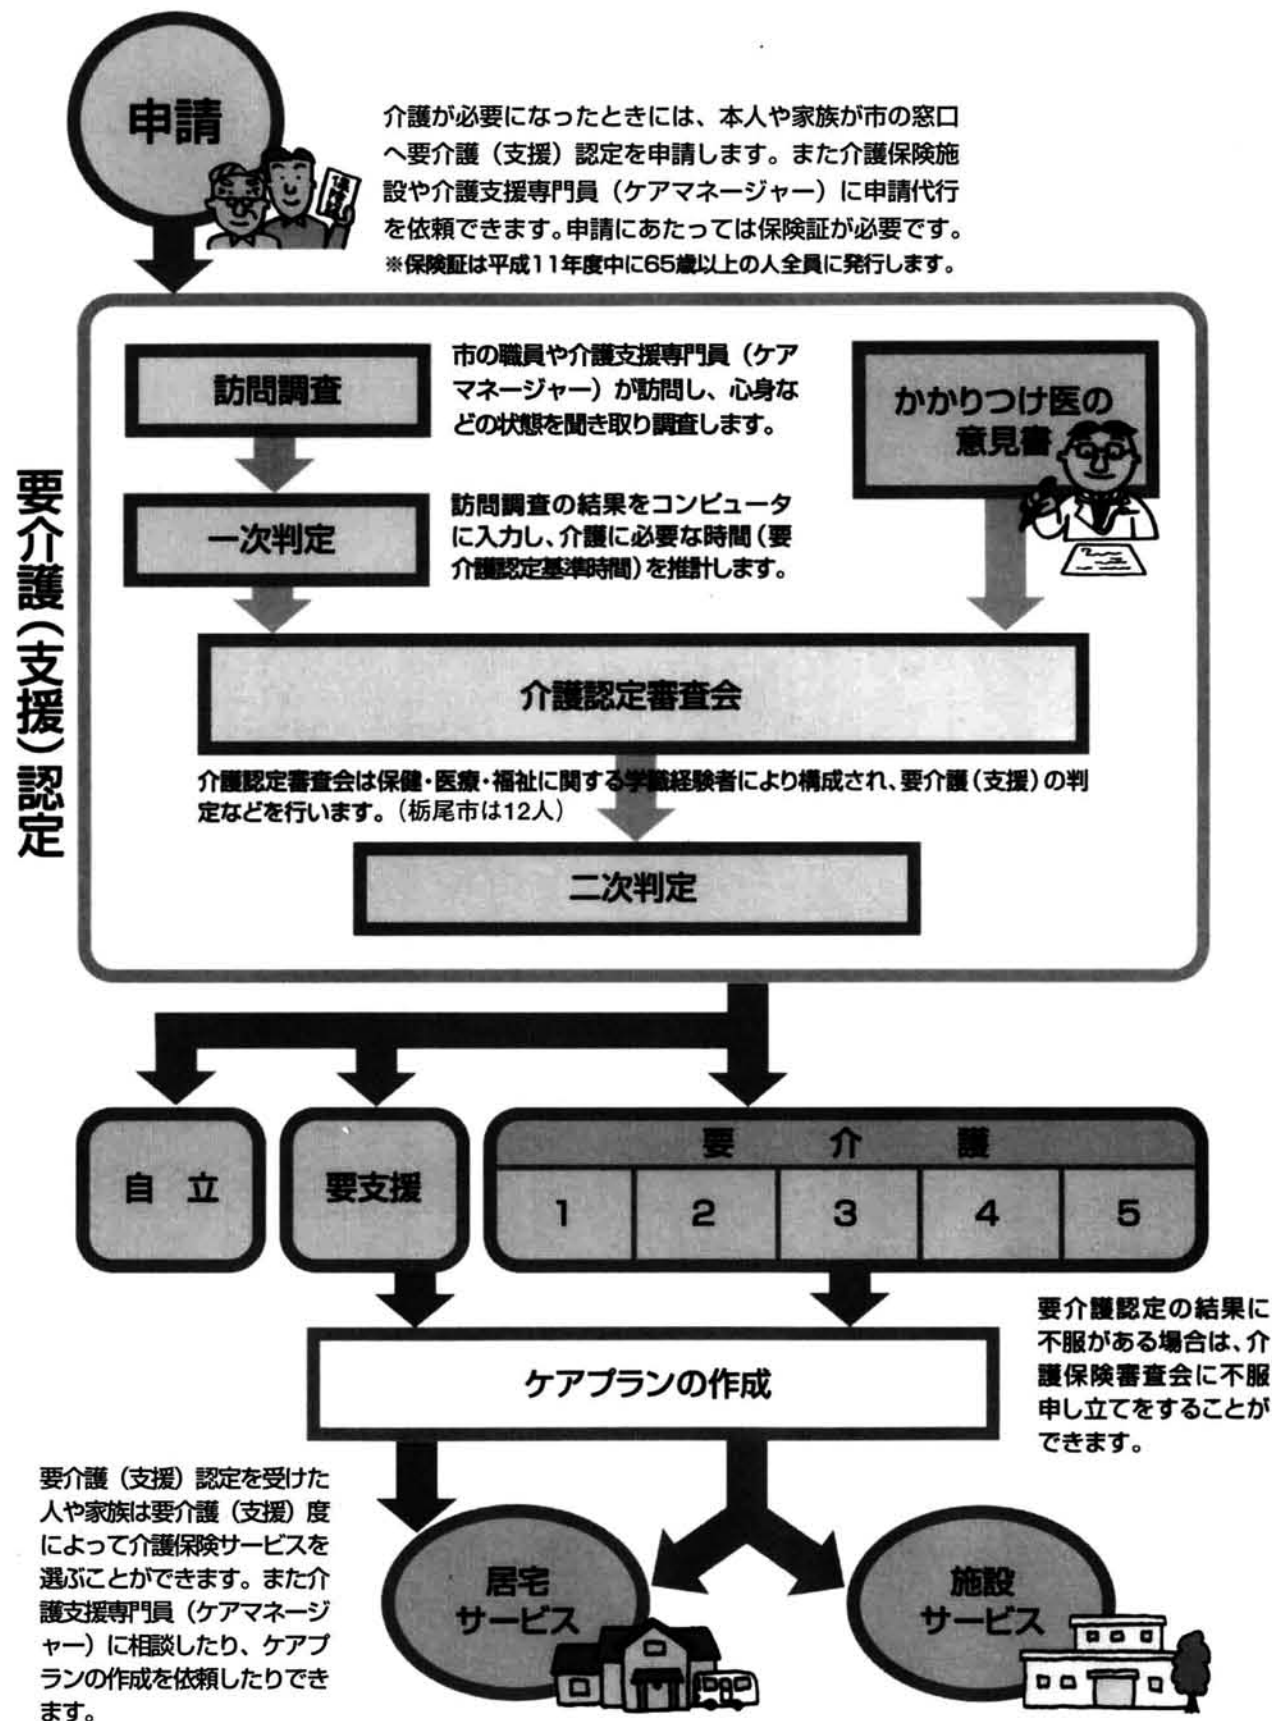 申請
保険証
介護が必要になったときには、本人や家族が市の窓口
へ要介護（支援）認定を申請します。また介護保険施
設や介護支援専門員（ケアマネージャー）に申請代行
を依頼できます。申請にあたっては保険証が必要です。
※保険証は平成11年度中に65歳以上の人全員に発行します。
要介護（支援）認定
訪問調査
市の職員や介護支援専門員（ケア
マネージャー）が訪問し、心身な
どの状態を聞き取り調査します。
かかりつけ医の
意見書
一次判定
訪問調査の結果をコンピュータ
に入力し、介護に必要な時間（要
介護認定基準時間）を推計します。
介護認定審査会
介護認定審査会は保健・医療・福祉に関する学識経験者により構成され、要介護（支援）の判
定などを行います。（栃尾市は12人）
二次判定
自立
要支援
要介護
1 2 3 4 5
要介護認定の結果に
不服がある場合は、介
護保険審査会に不服
申し立てをすることが
できます。
ケアプランの作成
要介護（支援）認定を受けた
人や家族は要介護（支援）度
によって介護保険サービスを
選ぶことができます。また介
護支援専門員（ケアマネージ
ャー）に相談したり、ケアプ
ランの作成を依頼したりでき
ます。
居宅
サービス
施設
サービス